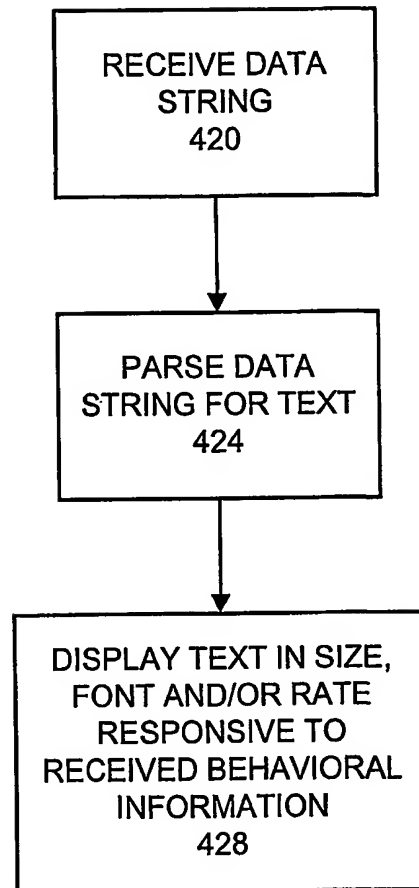 RECEIVE DATA
STRING
420
PARSE DATA
STRING FOR TEXT
424
DISPLAY TEXT IN SIZE,
FONT AND/OR RATE
RESPONSIVE TO
RECEIVED BEHAVIORAL
INFORMATION
428